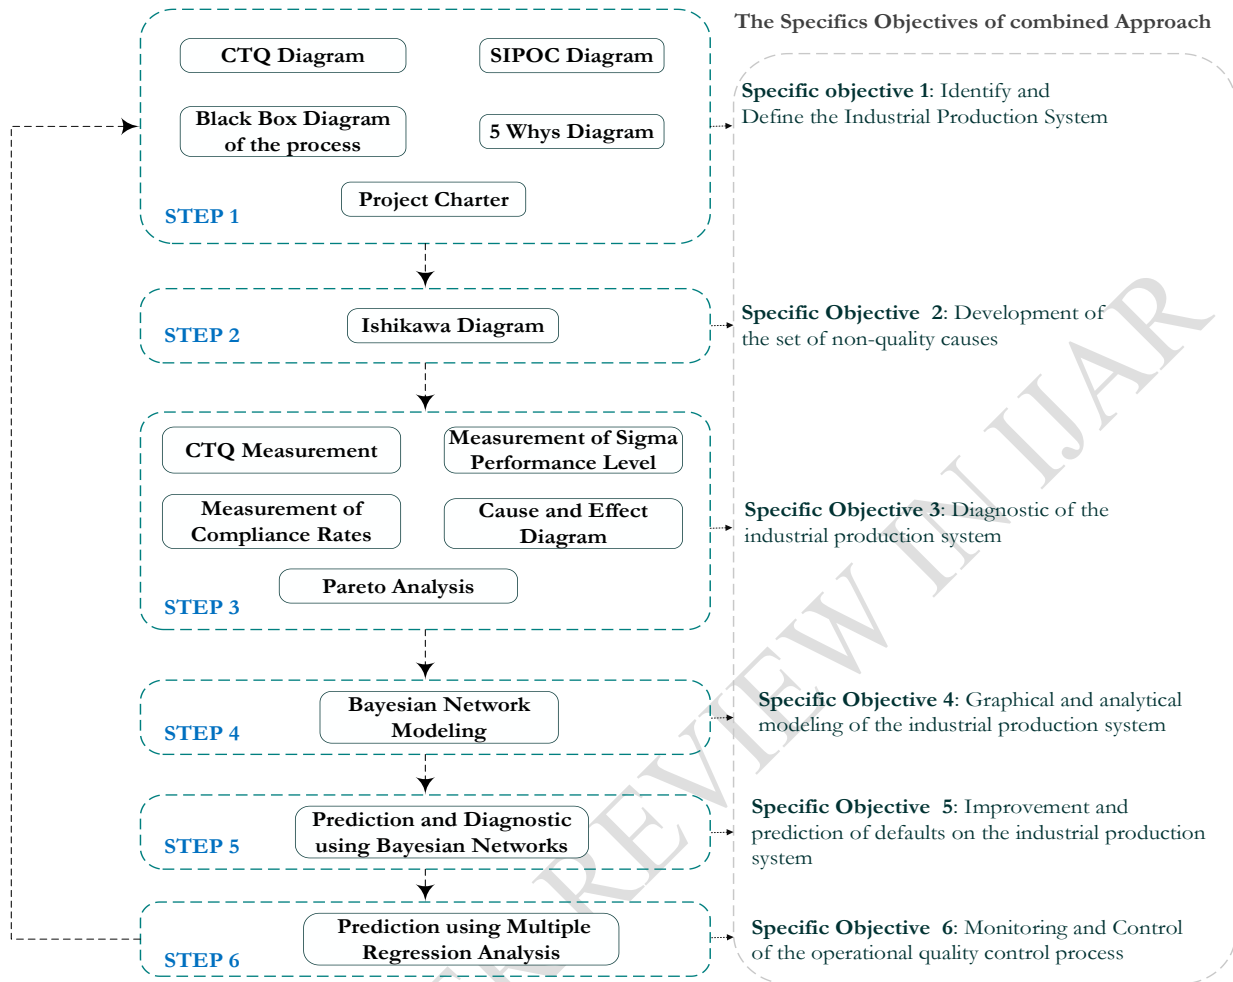 The Specifics Objectives of combined Approach
CTQ Diagram
SIPOC Diagram
Black Box Diagram
of the process
5 Whys Diagram
Project Charter
STEP 1
Specific objective 1: Identify and
Define the Industrial Production System
Ishikawa Diagram
STEP 2
Specific Objective 2: Development of
the set of non-quality causes
CTQ Measurement
Measurement of Sigma
Performance Level
Measurement of
Compliance Rates
Cause and Effect
Diagram
Pareto Analysis
STEP 3
Specific Objective 3: Diagnostic of the
industrial production system
Bayesian Network
Modeling
STEP 4
Specific Objective 4: Graphical and analytical
modeling of the industrial production system
Prediction and Diagnostic
using Bayesian Networks
STEP 5
Specific Objective 5: Improvement and
prediction of defaults on the industrial production
system
Prediction using Multiple
Regression Analysis
STEP 6
Specific Objective 6: Monitoring and Control
of the operational quality control process
REVIEW IN IJAR